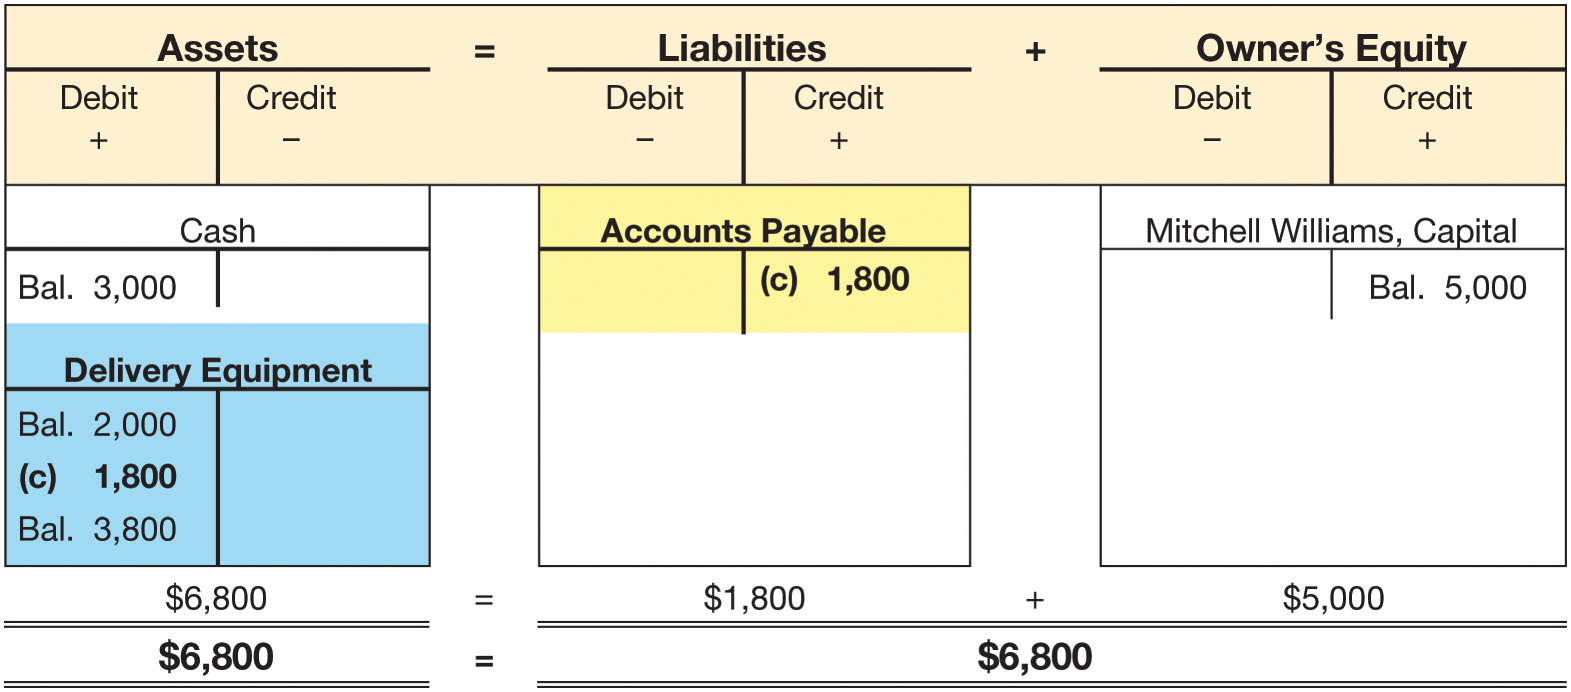 Assets = Liabilities + Owner’s Equity
Debit Credit Debit Credit Debit Credit
+ – – + – +
Cash Accounts Payable Mitchell Williams, Capital
Bal. 3,000 (c) 1,800 Bal. 5,000
Delivery Equipment
Bal. 2,000
(c) 1,800
Bal. 3,800
$6,800 = $1,800 + $5,000
$6,800 = $6,800